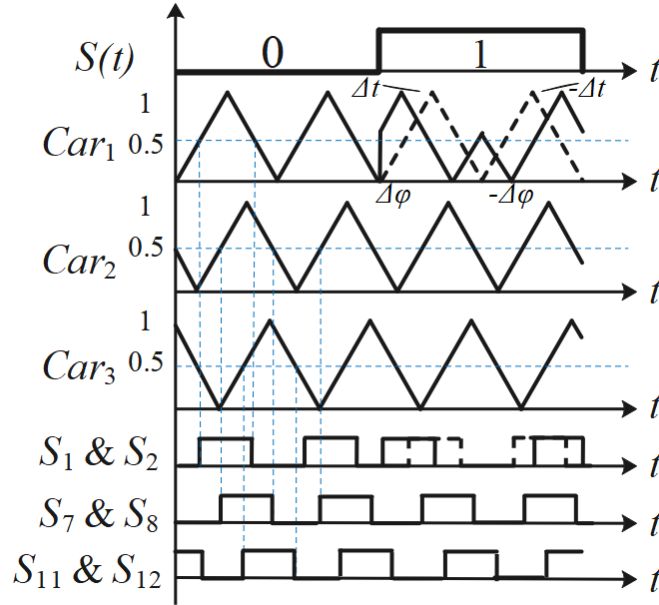 S(t) 0 1 t
1 Δt -Δt
Car₁ 0.5 t
Δφ -Δφ
1
Car₂ 0.5 t
1
Car₃ 0.5 t
S₁ & S₂ t
S₇ & S₈ t
S₁₁ & S₁₂ t